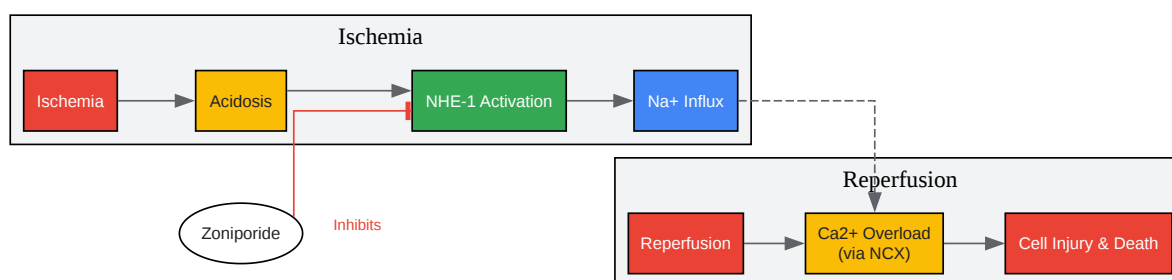 Ischemia
Ischemia
Acidosis
NHE-1 Activation
Na+ Influx
Zoniporide
Inhibits
Reperfusion
Reperfusion
Ca2+ Overload
(via NCX)
Cell Injury & Death